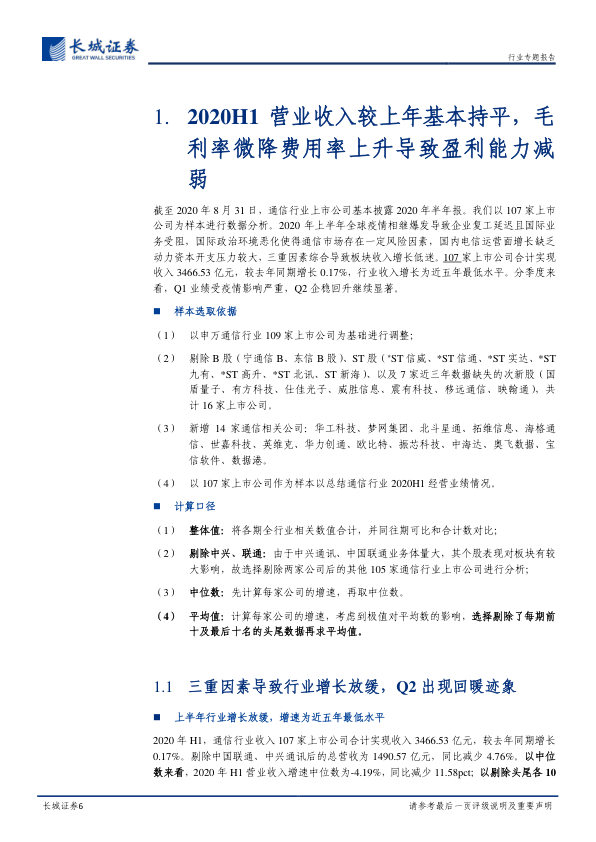 长城证券
GREAT WALL SECURITIES
行业专题报告
1. 2020H1 营业收入较上年基本持平，毛
利率微降费用率上升导致盈利能力减
弱
截至 2020 年 8 月 31 日，通信行业上市公司基本披露 2020 年半年报。我们以 107 家上市
公司为样本进行数据分析。2020 年上半年全球疫情相继爆发导致企业复工延迟且国际业
务受阻，国际政治环境恶化使得通信市场存在一定风险因素，国内电信运营面增长缺乏
动力资本开支压力较大，三重因素综合导致板块收入增长低迷。107 家上市公司合计实现
收入 3466.53 亿元，较去年同期增长 0.17%，行业收入增长为近五年最低水平。分季度来
看，Q1 业绩受疫情影响严重，Q2 企稳回升继续显著。
■ 样本选取依据
（1） 以申万通信行业 109 家上市公司为基础进行调整；
（2） 剔除 B 股（宁通信 B、东信 B 股）、ST 股（*ST 信威、*ST 信通、*ST 实达、*ST
九有、*ST 高升、*ST 北讯、ST 新海）、以及 7 家近三年数据缺失的次新股（国
盾量子、有方科技、仕佳光子、威胜信息、震有科技、移远通信、映翰通），共
计 16 家上市公司。
（3） 新增 14 家通信相关公司：华工科技、梦网集团、北斗星通、拓维信息、海格通
信、世嘉科技、英维克、华力创通、欧比特、振芯科技、中海达、奥飞数据、宝
信软件、数据港。
（4） 以 107 家上市公司作为样本以总结通信行业 2020H1 经营业绩情况。
■ 计算口径
（1） 整体值：将各期全行业相关数值合计，并同往期可比和合计数对比；
（2） 剔除中兴、联通：由于中兴通讯，中国联通业务体量大，其个股表现对板块有较
大影响，故选择剔除两家公司后的其他 105 家通信行业上市公司进行分析；
（3） 中位数：先计算每家公司的增速，再取中位数。
（4） 平均值：计算每家公司的增速，考虑到极值对平均数的影响，选择剔除了每期前
十及最后十名的头尾数据再求平均值。
1.1 三重因素导致行业增长放缓，Q2 出现回暖迹象
■ 上半年行业增长放缓，增速为近五年最低水平
2020 年 H1，通信行业收入 107 家上市公司合计实现收入 3466.53 亿元，较去年同期增长
0.17%。剔除中国联通、中兴通讯后的总营收为 1490.57 亿元，同比减少 4.76%。以中位
数来看，2020 年 H1 营业收入增速中位数为-4.19%，同比减少 11.58pct；以剔除头尾各 10
长城证券6
请参考最后一页评级说明及重要声明